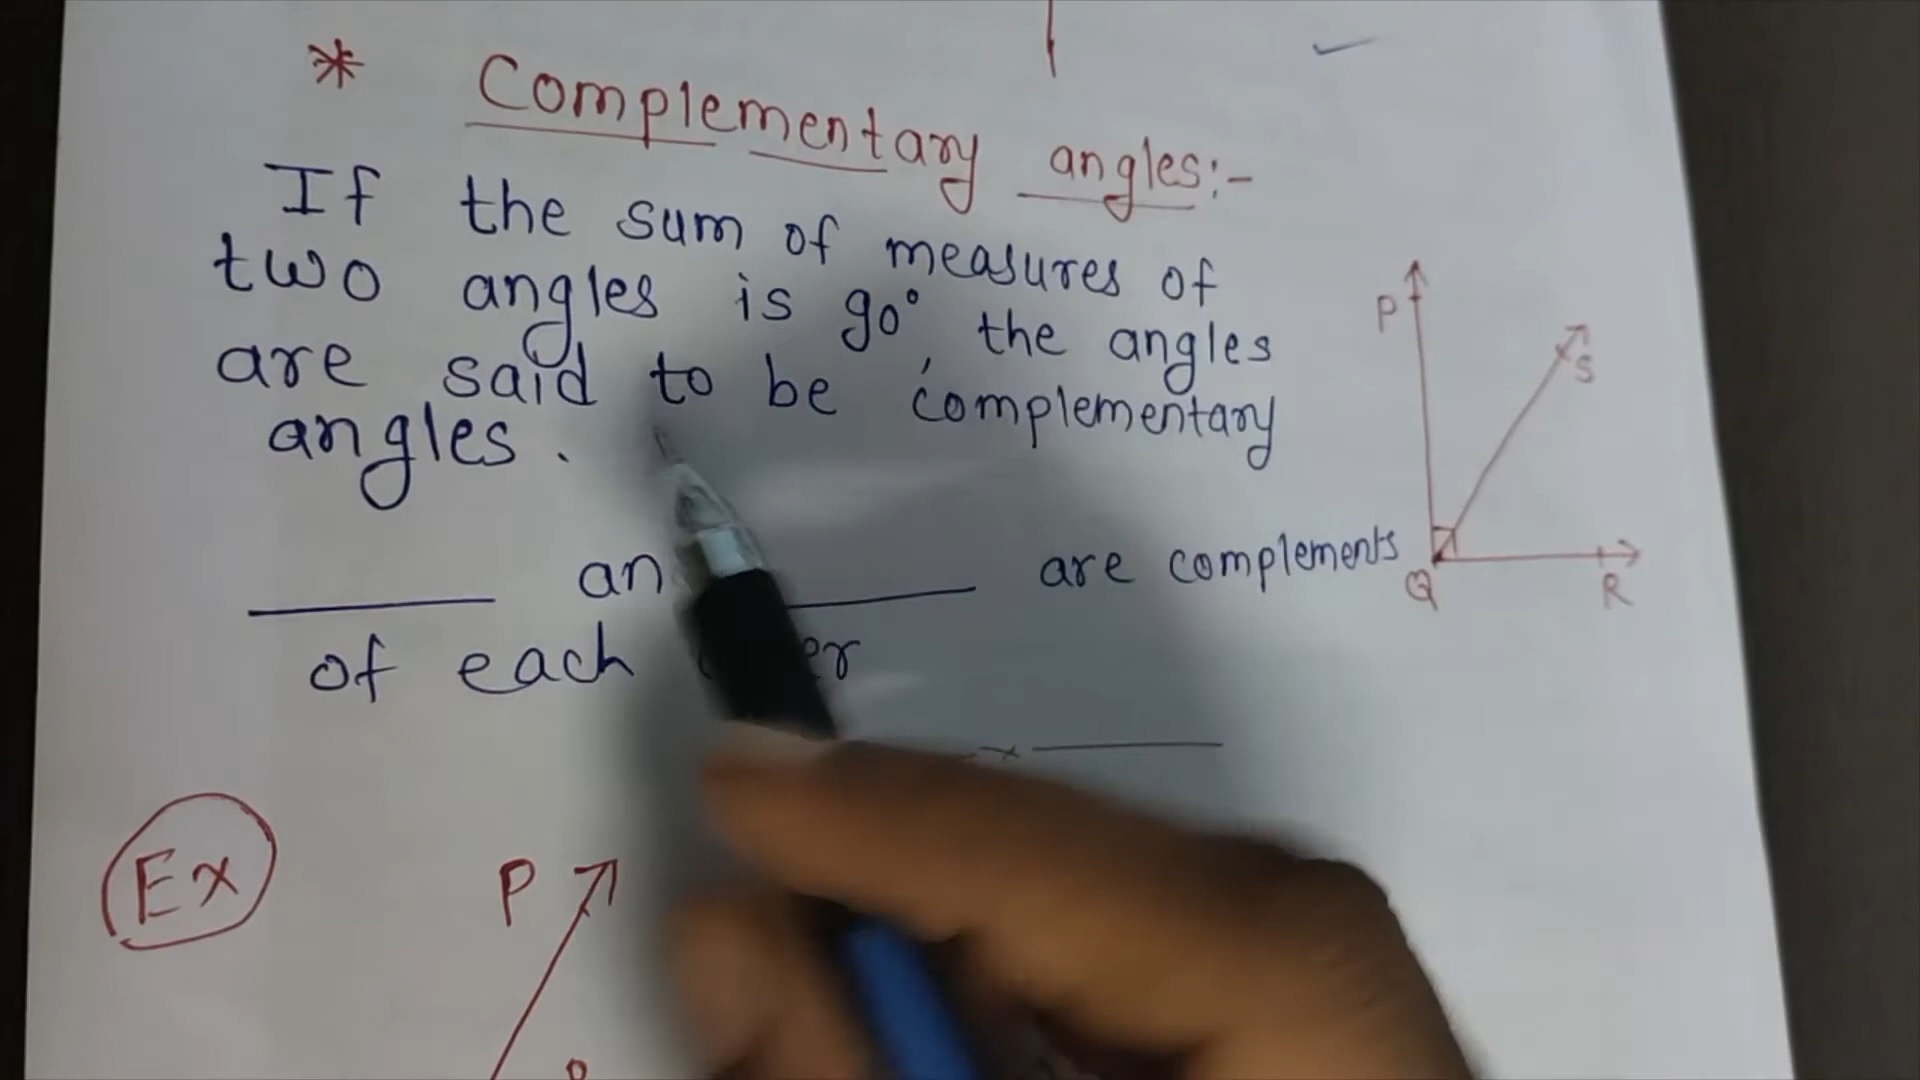 * Complementary angles:-
If the sum of measures of
two angles is 90°, the angles
are said to be complementary
angles.
P
S
Q
R
are complements
of each
Ex
P